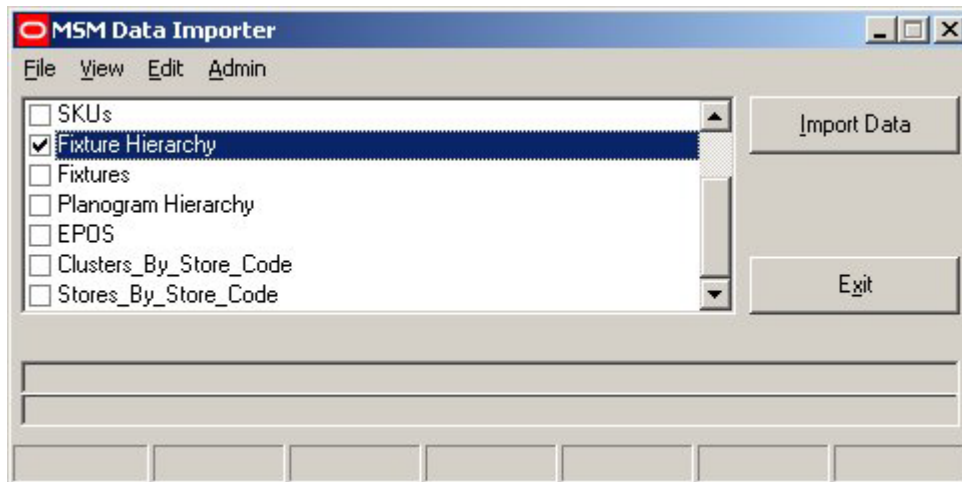 MSM Data Importer
File View Edit Admin
SKUs
Fixture Hierarchy
Fixtures
Planogram Hierarchy
EPOS
Clusters_By_Store_Code
Stores_By_Store_Code
Import Data
Exit